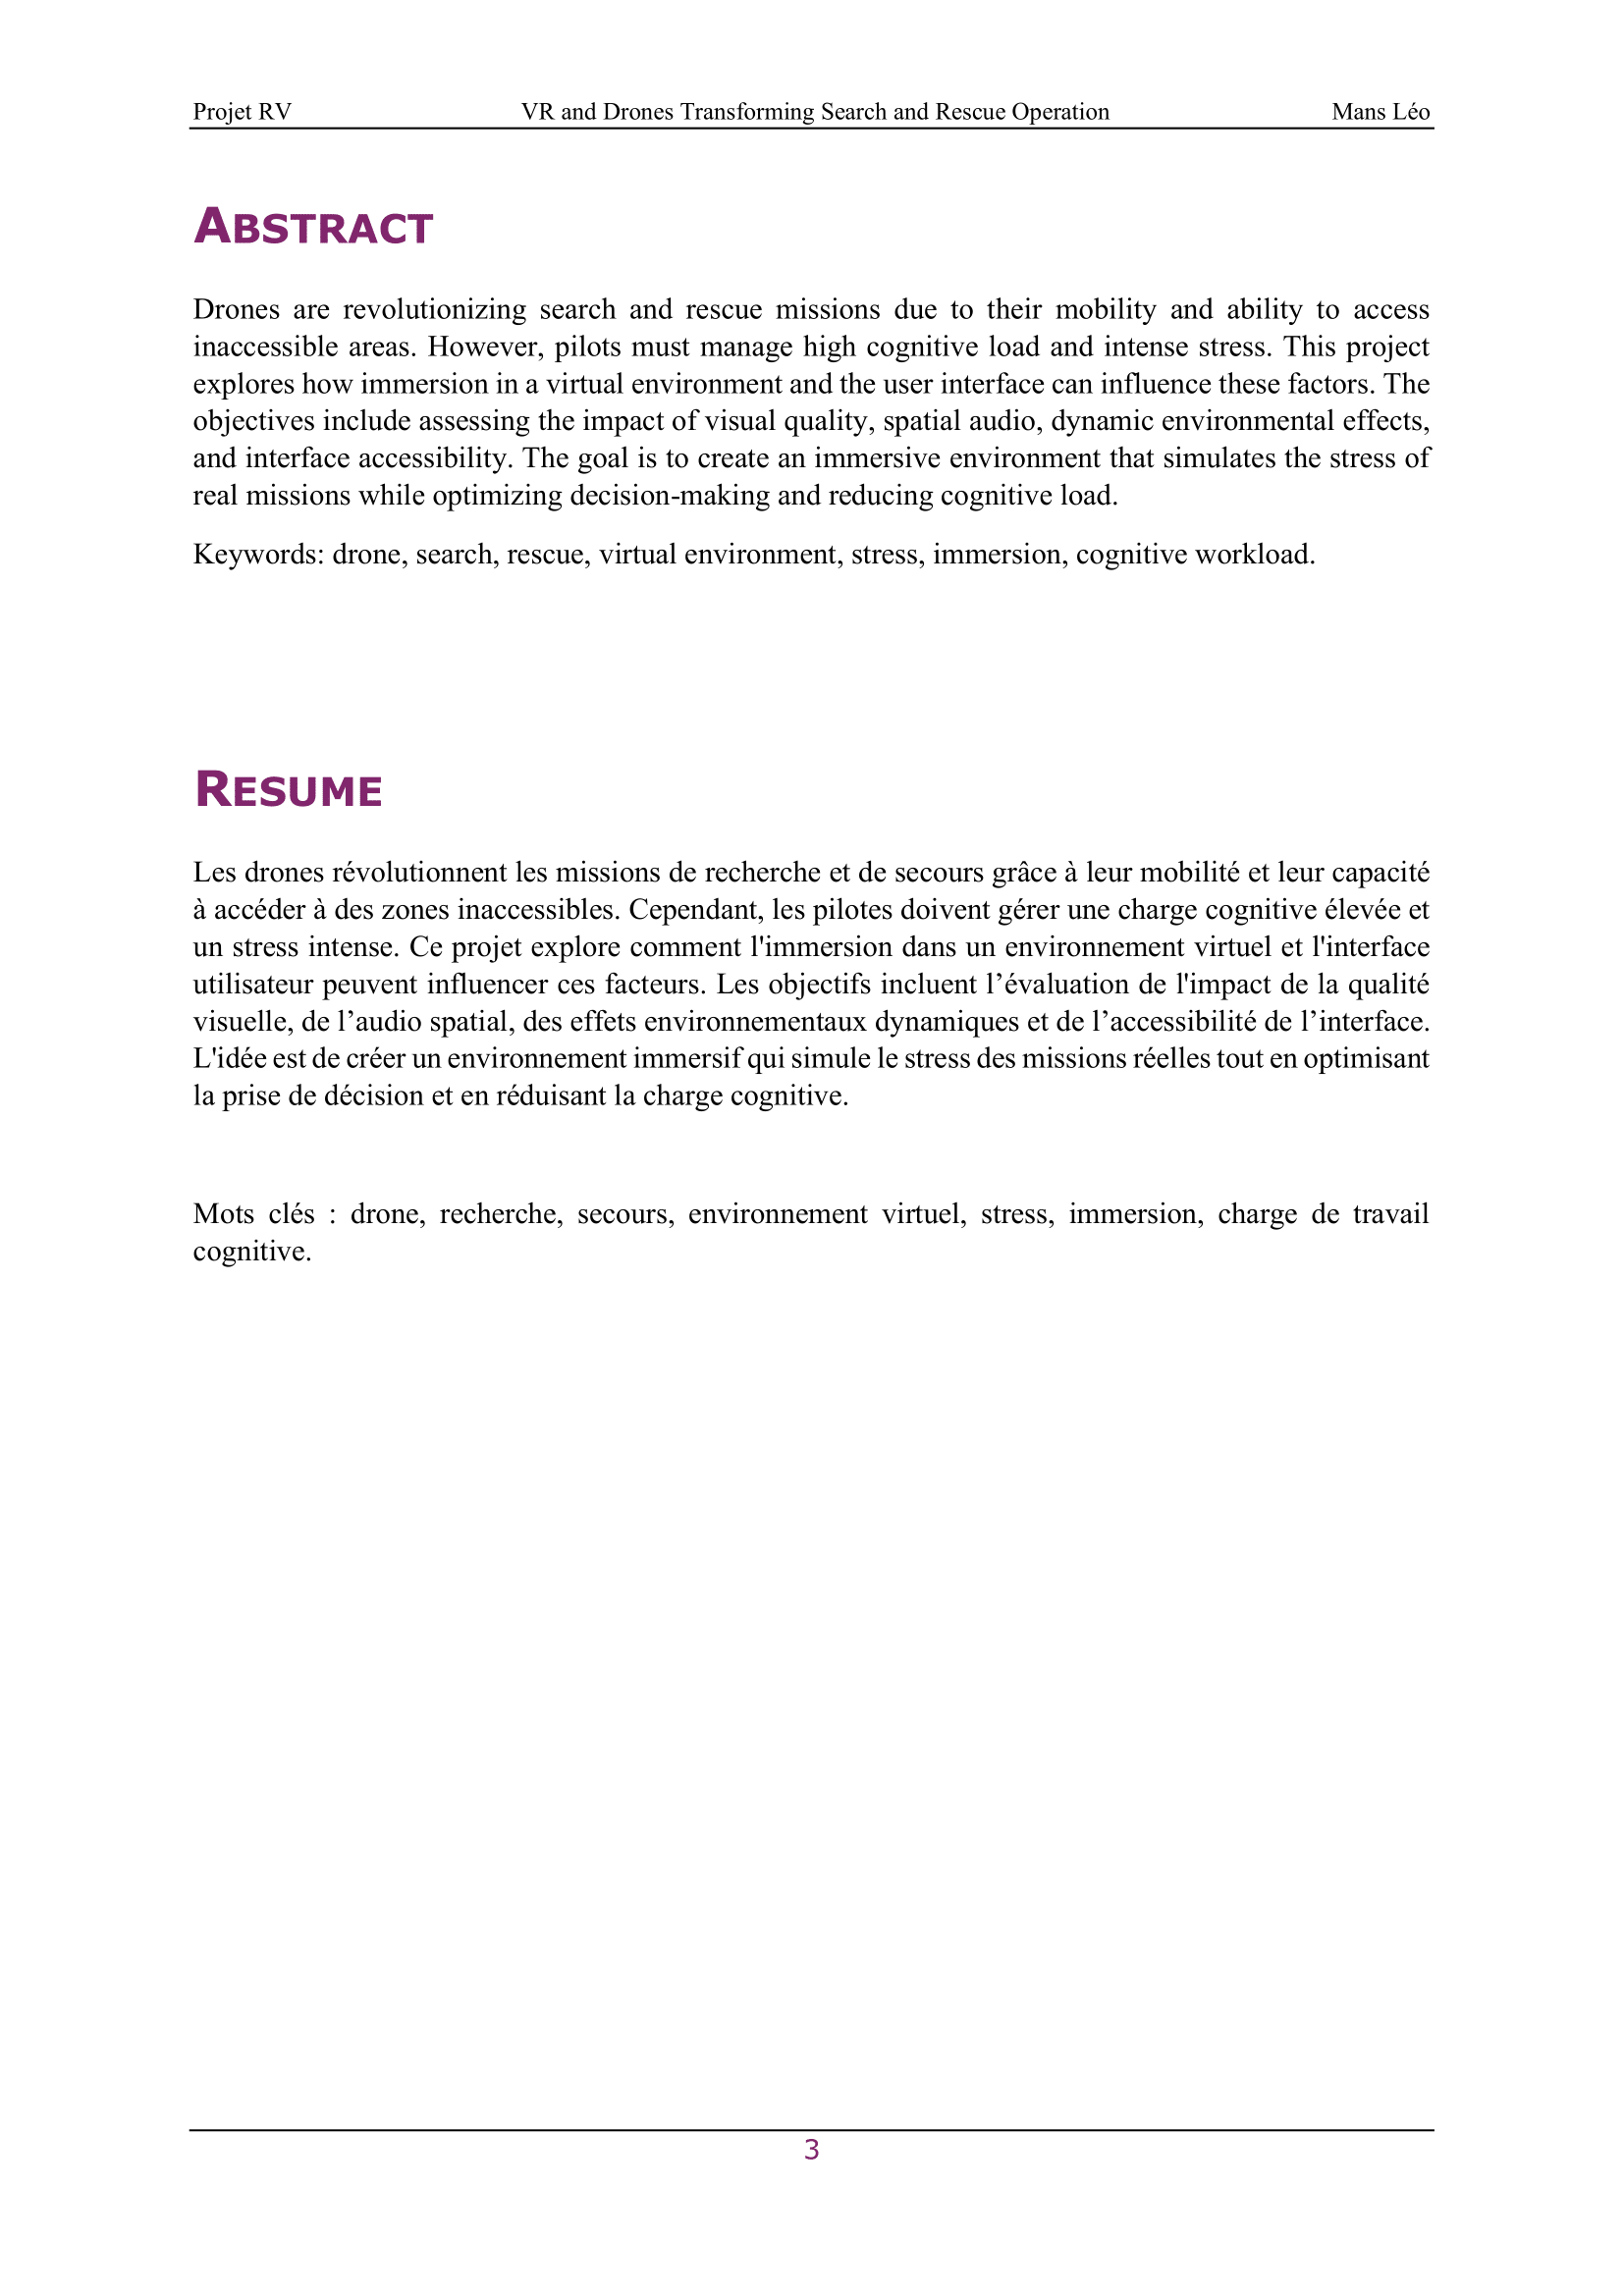 Projet RV VR and Drones Transforming Search and Rescue Operation Mans Léo
ABSTRACT
Drones are revolutionizing search and rescue missions due to their mobility and ability to access
inaccessible areas. However, pilots must manage high cognitive load and intense stress. This project
explores how immersion in a virtual environment and the user interface can influence these factors. The
objectives include assessing the impact of visual quality, spatial audio, dynamic environmental effects,
and interface accessibility. The goal is to create an immersive environment that simulates the stress of
real missions while optimizing decision-making and reducing cognitive load.
Keywords: drone, search, rescue, virtual environment, stress, immersion, cognitive workload.
RESUME
Les drones révolutionnent les missions de recherche et de secours grâce à leur mobilité et leur capacité
à accéder à des zones inaccessibles. Cependant, les pilotes doivent gérer une charge cognitive élevée et
un stress intense. Ce projet explore comment l'immersion dans un environnement virtuel et l'interface
utilisateur peuvent influencer ces facteurs. Les objectifs incluent l’évaluation de l'impact de la qualité
visuelle, de l’audio spatial, des effets environnementaux dynamiques et de l’accessibilité de l’interface.
L'idée est de créer un environnement immersif qui simule le stress des missions réelles tout en optimisant
la prise de décision et en réduisant la charge cognitive.
Mots clés : drone, recherche, secours, environnement virtuel, stress, immersion, charge de travail
cognitive.
3